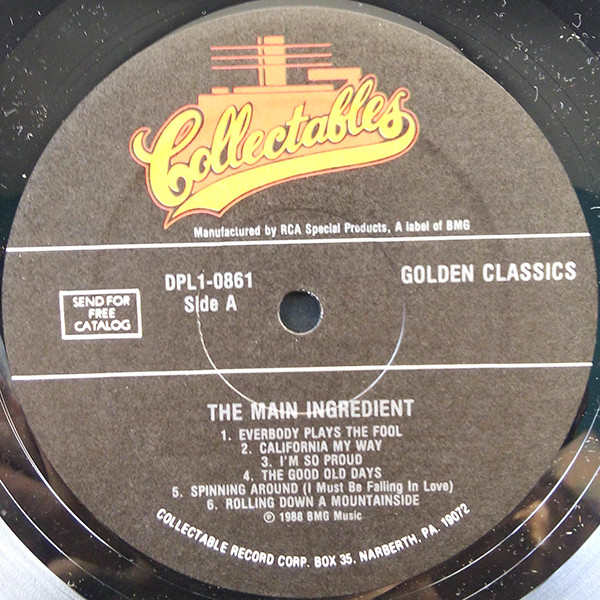 Collectables
Manufactured by RCA Special Products, A label of BMG
DPL1-0861
Side A
GOLDEN CLASSICS
SEND FOR
FREE
CATALOG
THE MAIN INGREDIENT
1. EVERBODY PLAYS THE FOOL
2. CALIFORNIA MY WAY
3. I'M SO PROUD
4. THE GOOD OLD DAYS
5. SPINNING AROUND (I Must Be Falling In Love)
6. ROLLING DOWN A MOUNTAINSIDE
℗ 1988 BMG Music
COLLECTABLE RECORD CORP. BOX 35, NARBERTH, PA. 19072